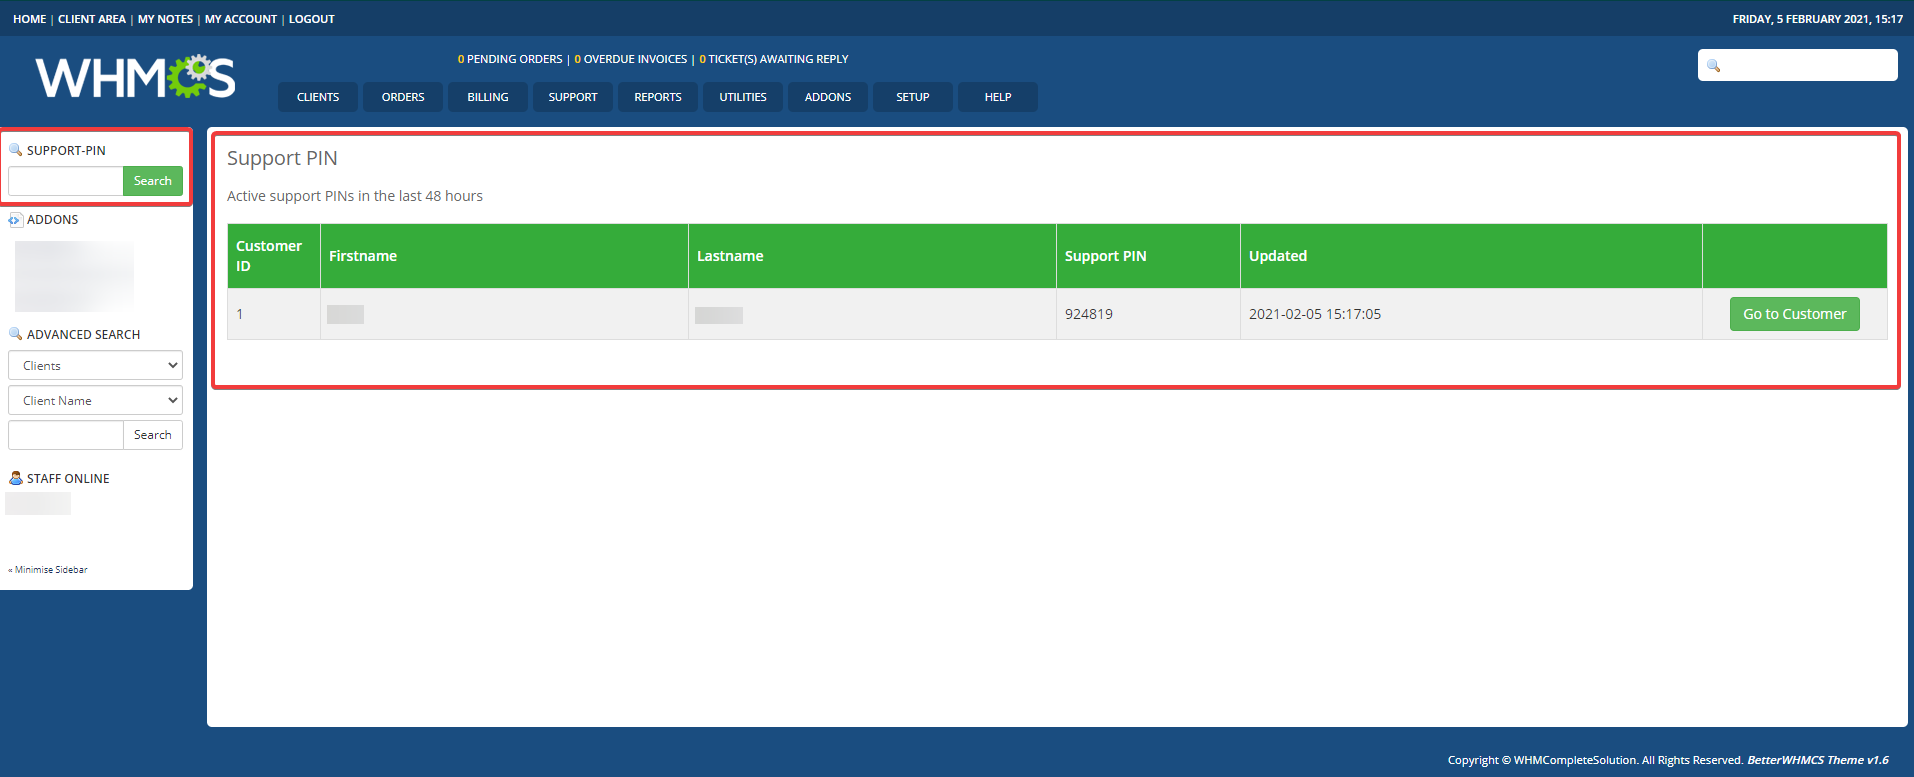 HOME | CLIENT AREA | MY NOTES | MY ACCOUNT | LOGOUT
FRIDAY, 5 FEBRUARY 2021, 15:17
WHMCS
0 PENDING ORDERS | 0 OVERDUE INVOICES | 0 TICKET(S) AWAITING REPLY
CLIENTS ORDERS BILLING SUPPORT REPORTS UTILITIES ADDONS SETUP HELP
SUPPORT-PIN
Search
ADDONS
ADVANCED SEARCH
Clients
Client Name
Search
STAFF ONLINE
« Minimise Sidebar
Support PIN
Active support PINs in the last 48 hours
Customer ID Firstname Lastname Support PIN Updated
1 924819 2021-02-05 15:17:05 Go to Customer
Copyright © WHMCompleteSolution. All Rights Reserved. BetterWHMCS Theme v1.6